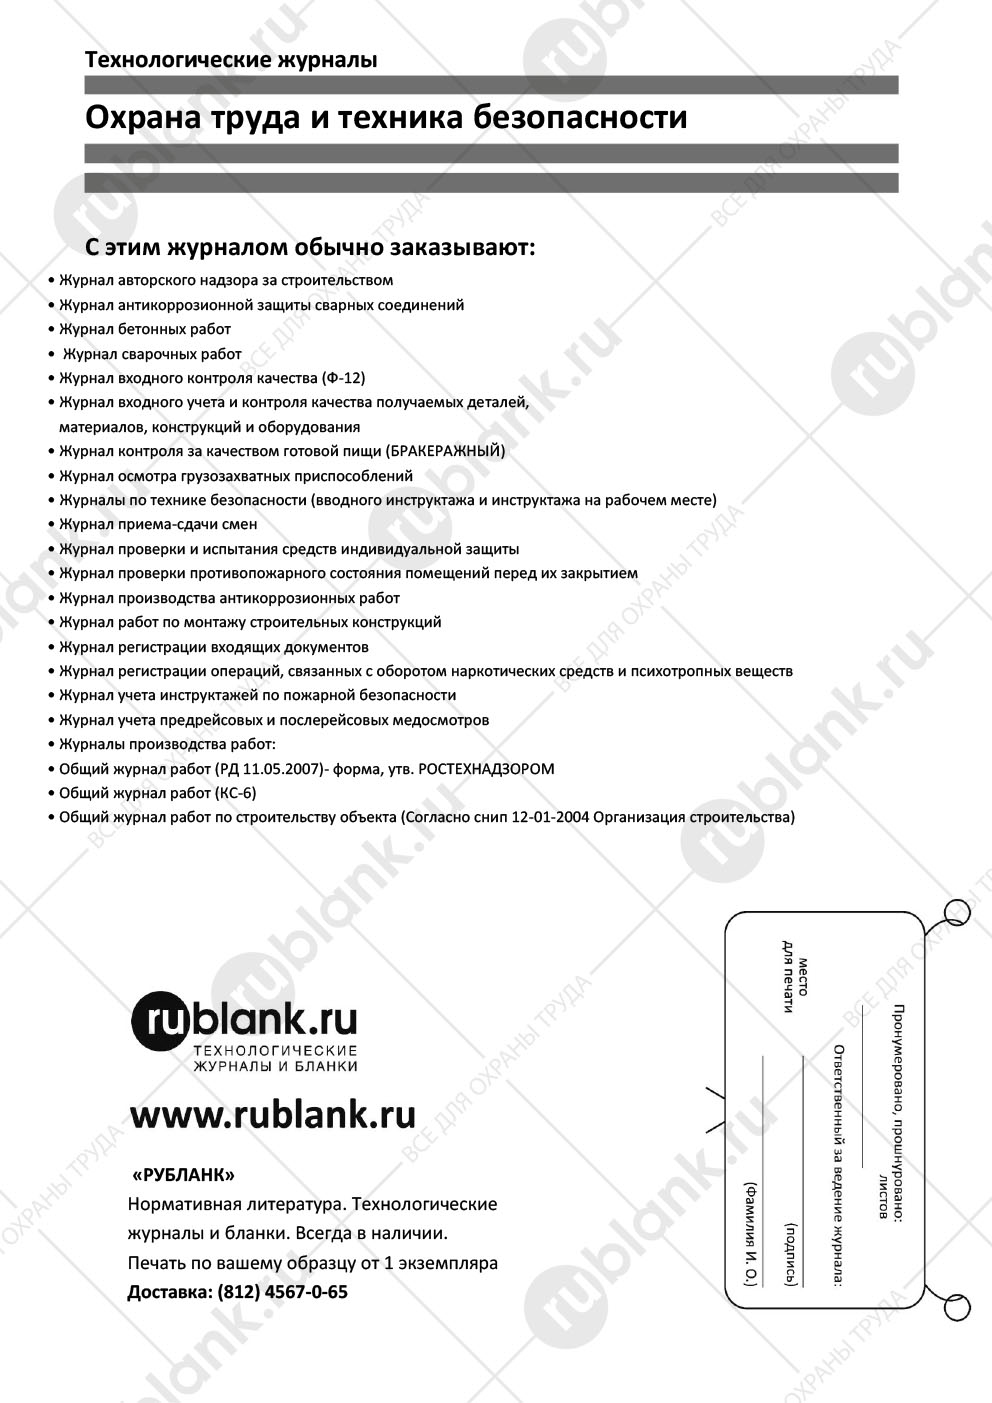 Технологические журналы
Охрана труда и техника безопасности
С этим журналом обычно заказывают:
• Журнал авторского надзора за строительством
• Журнал антикоррозионной защиты сварных соединений
• Журнал бетонных работ
• Журнал сварочных работ
• Журнал входного контроля качества (Ф-12)
• Журнал входного учета и контроля качества получаемых деталей,
материалов, конструкций и оборудования
• Журнал контроля за качеством готовой пищи (БРАКЕРАЖНЫЙ)
• Журнал осмотра грузозахватных приспособлений
• Журналы по технике безопасности (вводного инструктажа и инструктажа на рабочем месте)
• Журнал приема-сдачи смен
• Журнал проверки и испытания средств индивидуальной защиты
• Журнал проверки противопожарного состояния помещений перед их закрытием
• Журнал производства антикоррозионных работ
• Журнал работ по монтажу строительных конструкций
• Журнал регистрации входящих документов
• Журнал регистрации операций, связанных с оборотом наркотических средств и психотропных веществ
• Журнал учета инструктажей по пожарной безопасности
• Журнал учета предрейсовых и послерейсовых медосмотров
• Журналы производства работ:
• Общий журнал работ (РД 11.05.2007)- форма, утв. РОСТЕХНАДЗОРОМ
• Общий журнал работ (КС-6)
• Общий журнал работ по строительству объекта (Согласно снип 12-01-2004 Организация строительства)
rublank.ru
ТЕХНОЛОГИЧЕСКИЕ
ЖУРНАЛЫ И БЛАНКИ
www.rublank.ru
«РУБЛАНК»
Нормативная литература. Технологические
журналы и бланки. Всегда в наличии.
Печать по вашему образцу от 1 экземпляра
Доставка: (812) 4567-0-65
Пронумеровано, прошнуровано:
листов
Ответственный за ведение журнала:
место
для печати
(подпись)
(Фамилия И. О.)
rublank.ru
ВСЕ ДЛЯ ОХРАНЫ ТРУДА